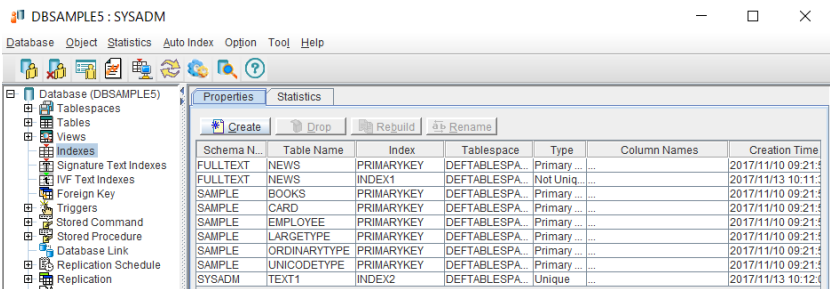 DBSAMPLE5 : SYSADM
Database Object Statistics Auto Index Option Tool Help
Database (DBSAMPLE5)
Tablespaces
Tables
Views
Indexes
Signature Text Indexes
IVF Text Indexes
Foreign Key
Triggers
Stored Command
Stored Procedure
Database Link
Replication Schedule
Replication
Properties Statistics
Create Drop Rebuild Rename
Schema N... Table Name Index Tablespace Type Column Names Creation Time
FULLTEXT NEWS PRIMARYKEY DEFTABLESPA... Primary ... ... 2017/11/10 09:21:5
FULLTEXT NEWS INDEX1 DEFTABLESPA... Not Uniq... ... 2017/11/13 10:11:
SAMPLE BOOKS PRIMARYKEY DEFTABLESPA... Primary ... ... 2017/11/10 09:21:5
SAMPLE CARD PRIMARYKEY DEFTABLESPA... Primary ... ... 2017/11/10 09:21:5
SAMPLE EMPLOYEE PRIMARYKEY DEFTABLESPA... Primary ... ... 2017/11/10 09:21:5
SAMPLE LARGETYPE PRIMARYKEY DEFTABLESPA... Primary ... ... 2017/11/10 09:21:5
SAMPLE ORDINARYTYPE PRIMARYKEY DEFTABLESPA... Primary ... ... 2017/11/10 09:21:5
SAMPLE UNICODETYPE PRIMARYKEY DEFTABLESPA... Primary ... ... 2017/11/10 09:21:5
SYSADM TEXT1 INDEX2 DEFTABLESPA... Unique ... 2017/11/13 10:12:0